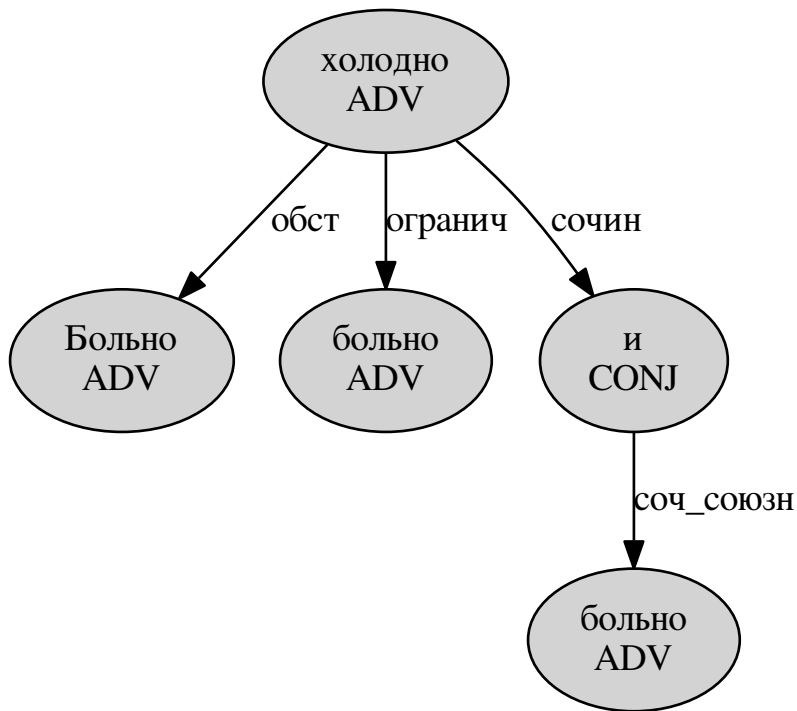 холодно
ADV
обст
огранич
сочин
Больно
ADV
больно
ADV
и
CONJ
соч_союзн
больно
ADV